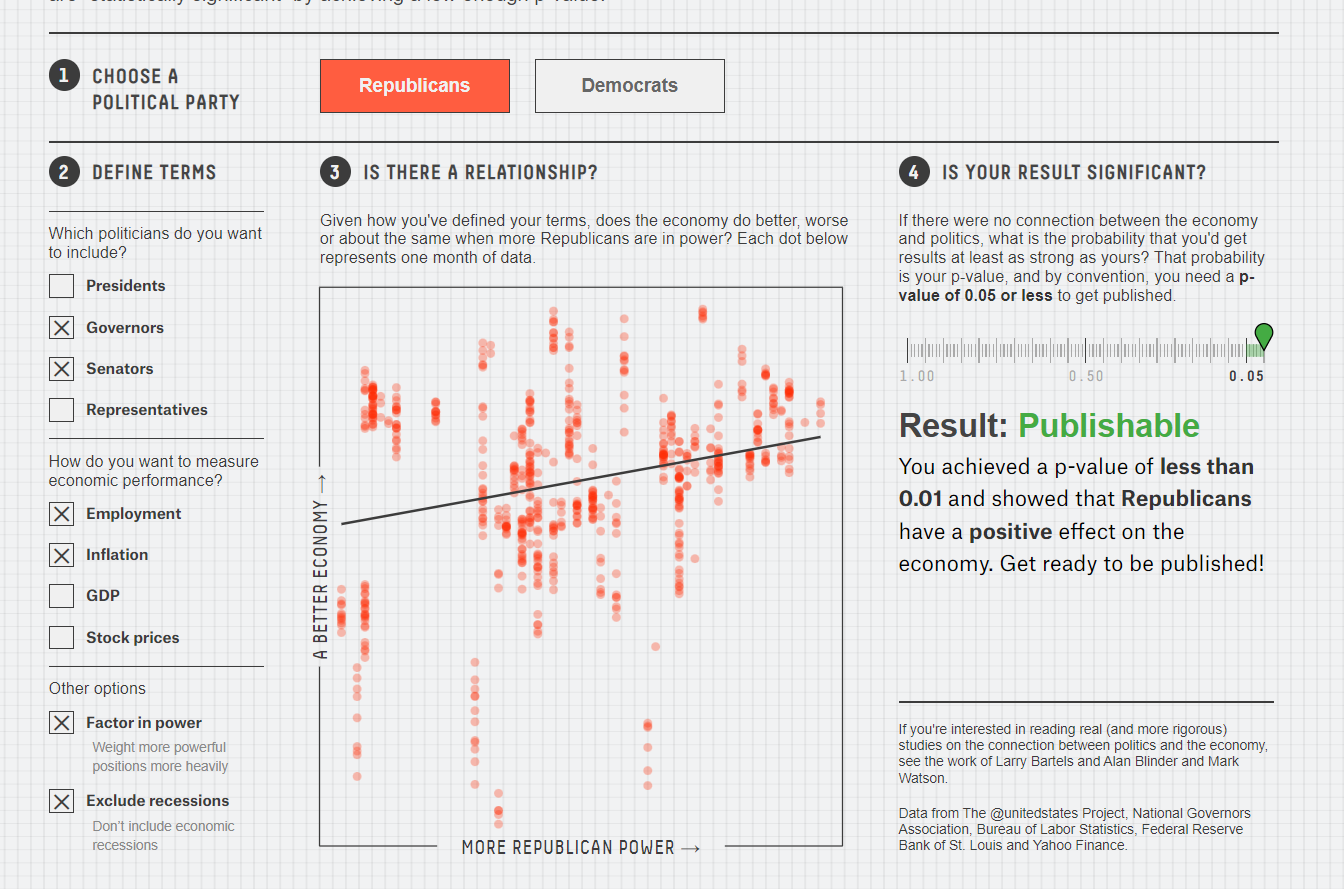 are "statistically significant" by achieving a low enough p-value.
1 CHOOSE A
POLITICAL PARTY
Republicans
Democrats
2 DEFINE TERMS
Which politicians do you want
to include?
Presidents
Governors
Senators
Representatives
How do you want to measure
economic performance?
Employment
Inflation
GDP
Stock prices
Other options
Factor in power
Weight more powerful
positions more heavily
Exclude recessions
Don't include economic
recessions
3 IS THERE A RELATIONSHIP?
Given how you've defined your terms, does the economy do better, worse
or about the same when more Republicans are in power? Each dot below
represents one month of data.
A BETTER ECONOMY →
MORE REPUBLICAN POWER →
4 IS YOUR RESULT SIGNIFICANT?
If there were no connection between the economy
and politics, what is the probability that you'd get
results at least as strong as yours? That probability
is your p-value, and by convention, you need a p-
value of 0.05 or less to get published.
1.00 0.50 0.05
Result: Publishable
You achieved a p-value of less than
0.01 and showed that Republicans
have a positive effect on the
economy. Get ready to be published!
If you're interested in reading real (and more rigorous)
studies on the connection between politics and the economy,
see the work of Larry Bartels and Alan Blinder and Mark
Watson.
Data from The @unitedstates Project, National Governors
Association, Bureau of Labor Statistics, Federal Reserve
Bank of St. Louis and Yahoo Finance.